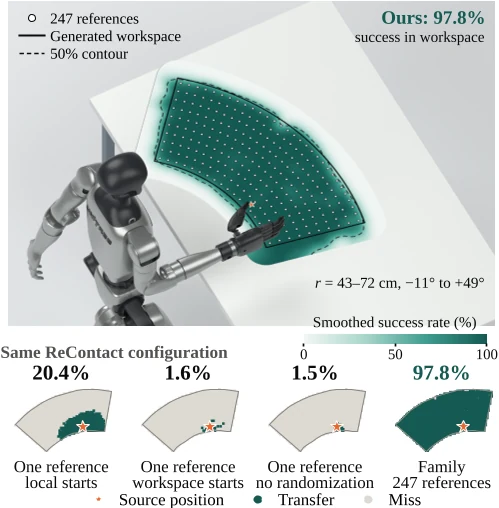 247 references
Generated workspace
50% contour
Ours: 97.8%
success in workspace
r = 43–72 cm, −11° to +49°
Smoothed success rate (%)
0 50 100
Same ReContact configuration
20.4% 1.6% 1.5% 97.8%
One reference One reference One reference Family
local starts workspace starts no randomization 247 references
Source position Transfer Miss